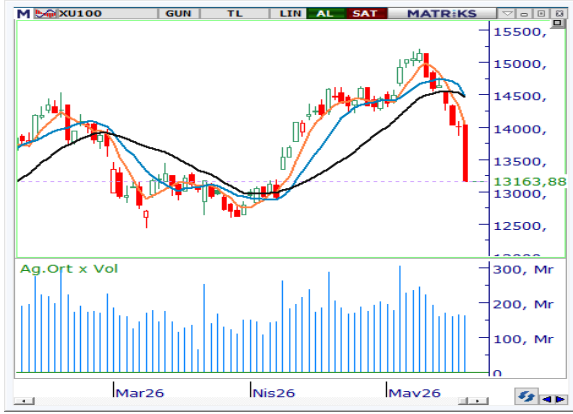 M XU100 GUN TL LIN AL SAT MATRİKS
15500,
15000,
14500,
14000,
13500,
13163,88
13000,
12500,
Ag.Ort x Vol
300, Mr
200, Mr
100, Mr
0
Mar26 Nis26 May26